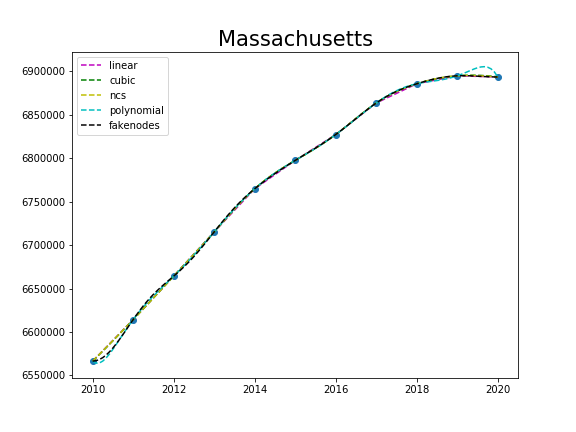 Massachusetts
linear
cubic
ncs
polynomial
fakenodes
6900000
6850000
6800000
6750000
6700000
6650000
6600000
6550000
2010 2012 2014 2016 2018 2020